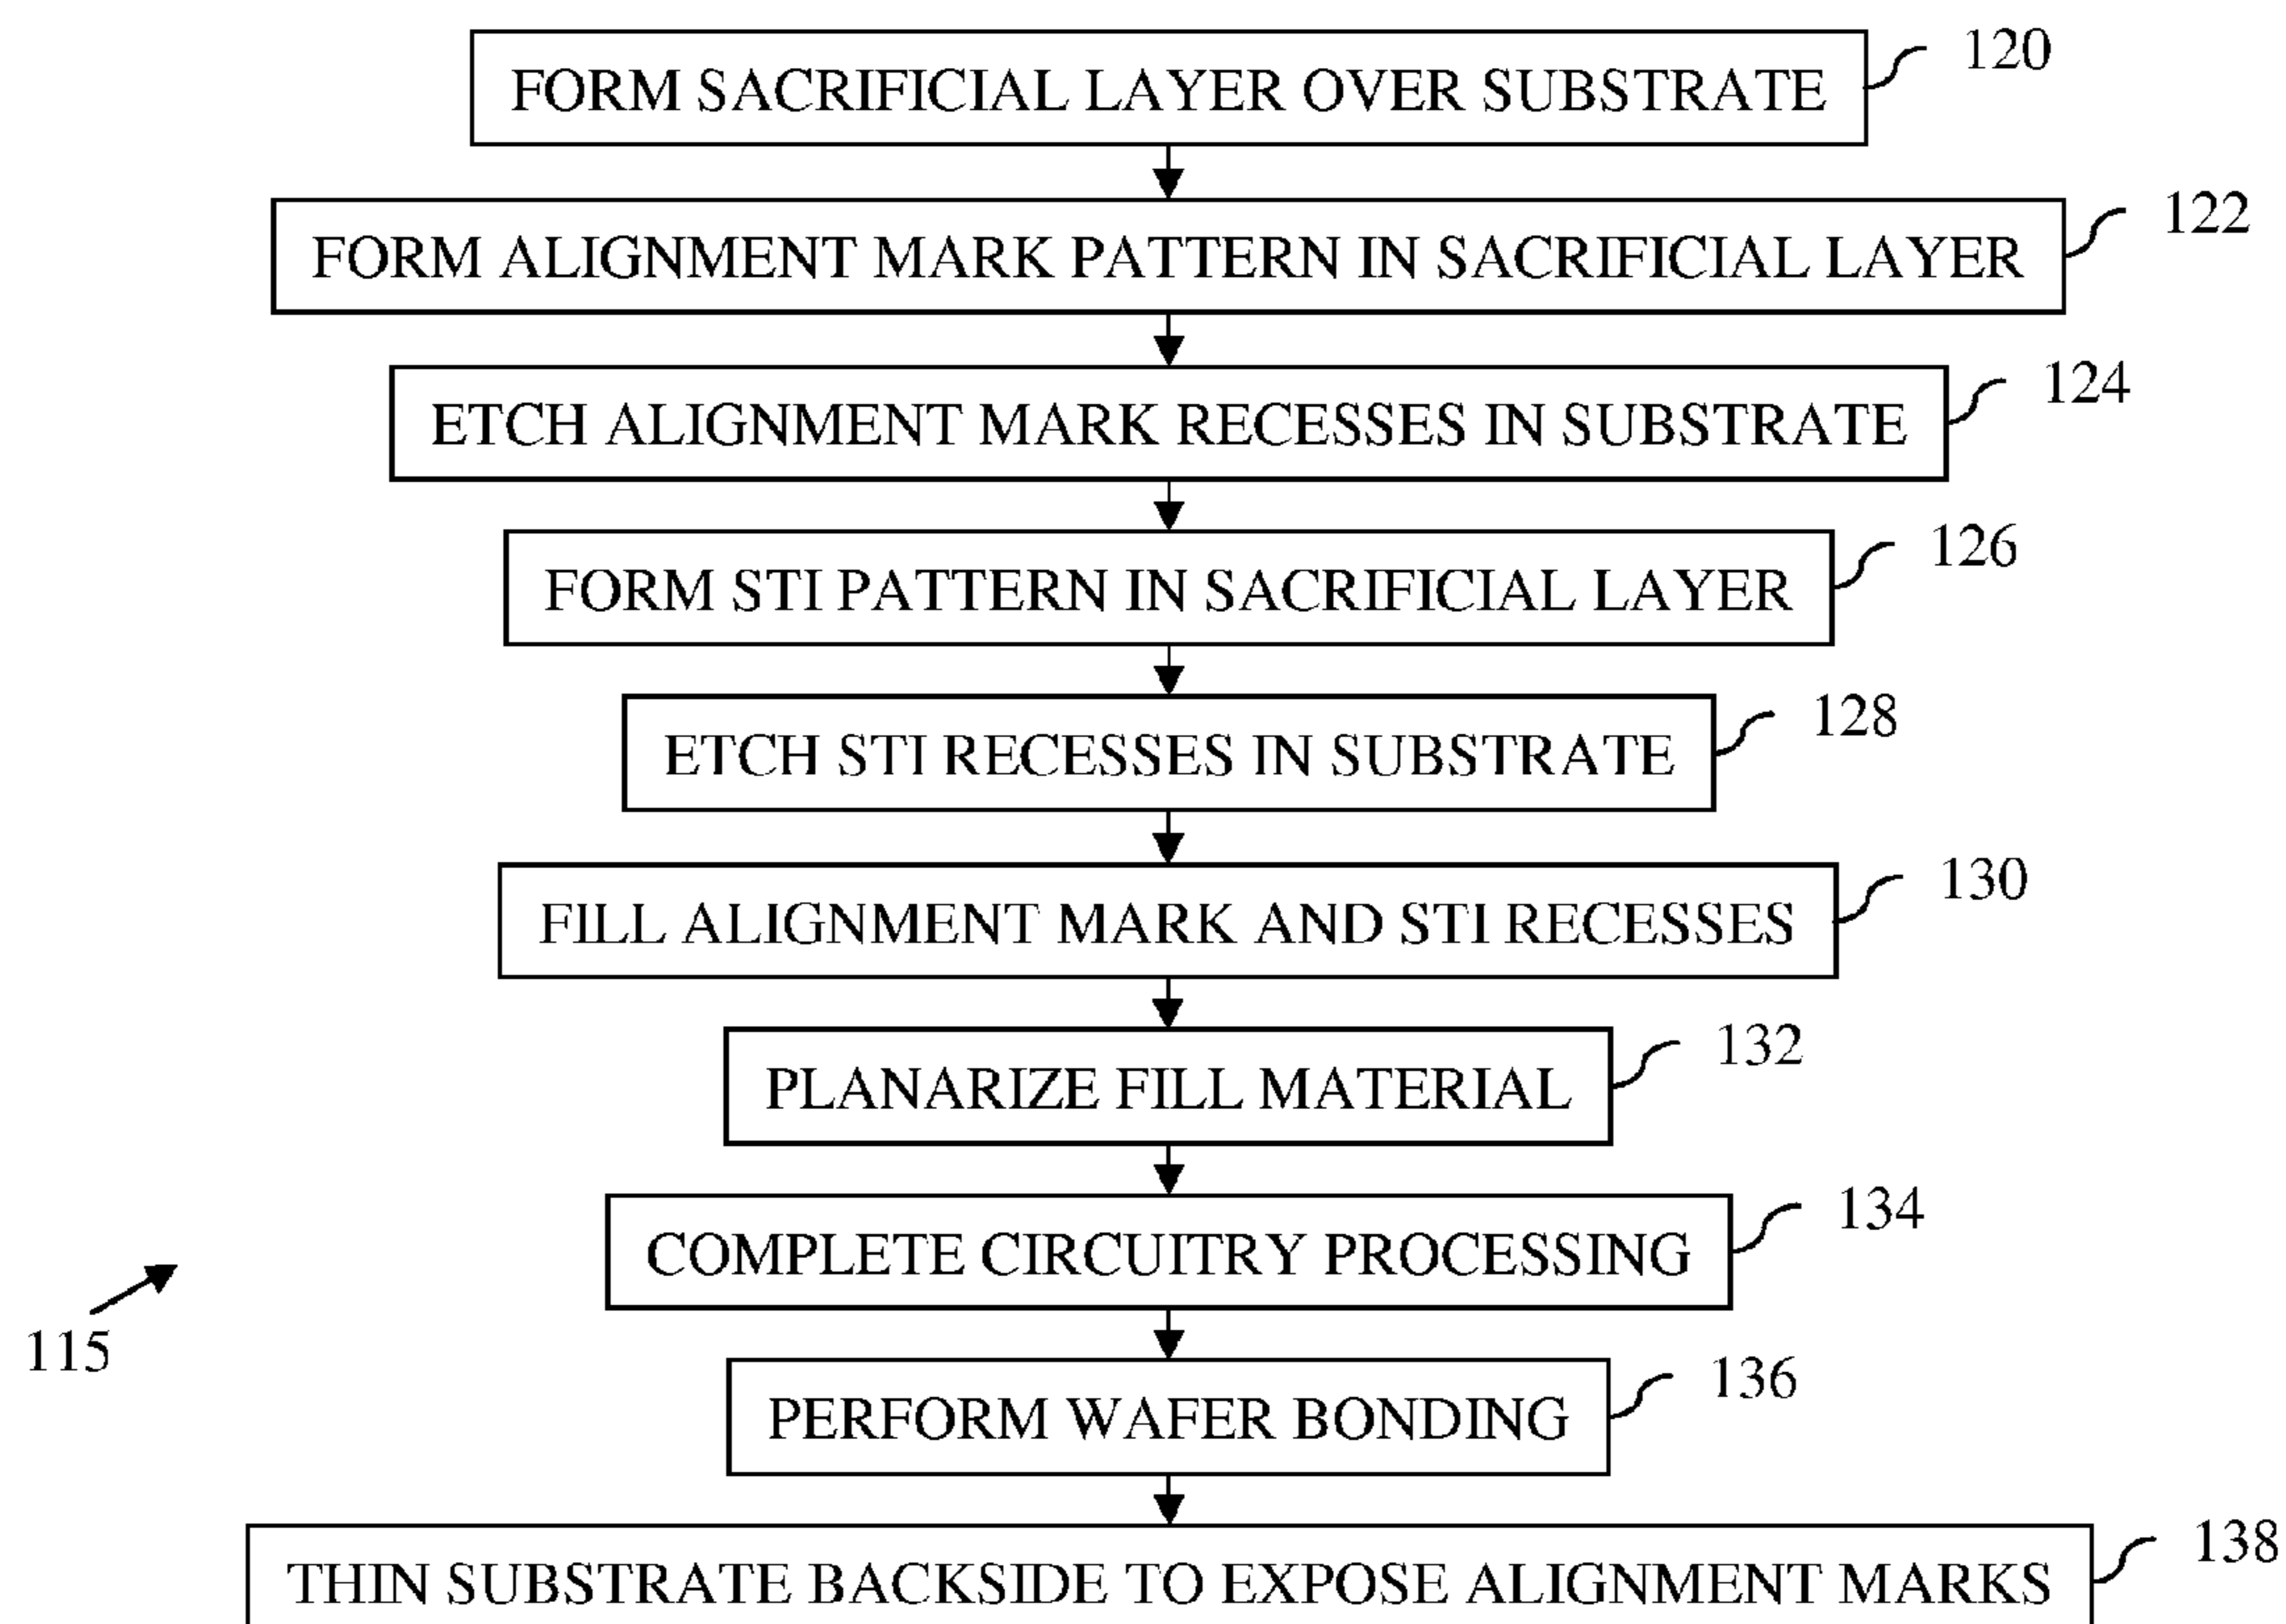 FORM SACRIFICIAL LAYER OVER SUBSTRATE 120
FORM ALIGNMENT MARK PATTERN IN SACRIFICIAL LAYER 122
ETCH ALIGNMENT MARK RECESSES IN SUBSTRATE 124
FORM STI PATTERN IN SACRIFICIAL LAYER 126
ETCH STI RECESSES IN SUBSTRATE 128
FILL ALIGNMENT MARK AND STI RECESSES 130
PLANARIZE FILL MATERIAL 132
COMPLETE CIRCUITRY PROCESSING 134
115
PERFORM WAFER BONDING 136
THIN SUBSTRATE BACKSIDE TO EXPOSE ALIGNMENT MARKS 138